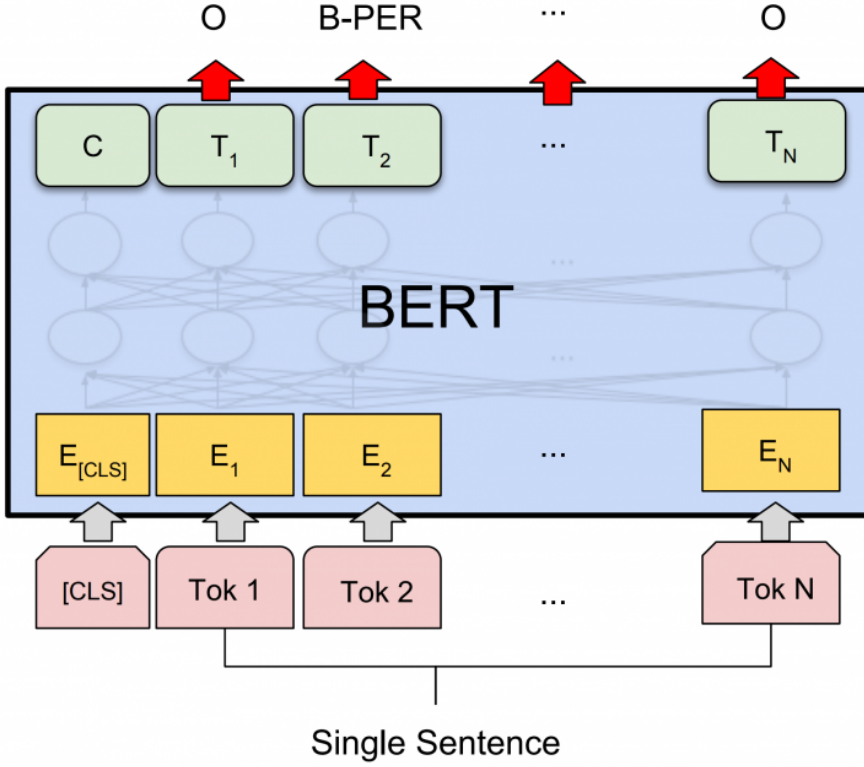 O B-PER ... O
C T1 T2 ... TN
...
BERT
...
E[CLS] E1 E2 ... EN
[CLS] Tok 1 Tok 2 ... Tok N
Single Sentence